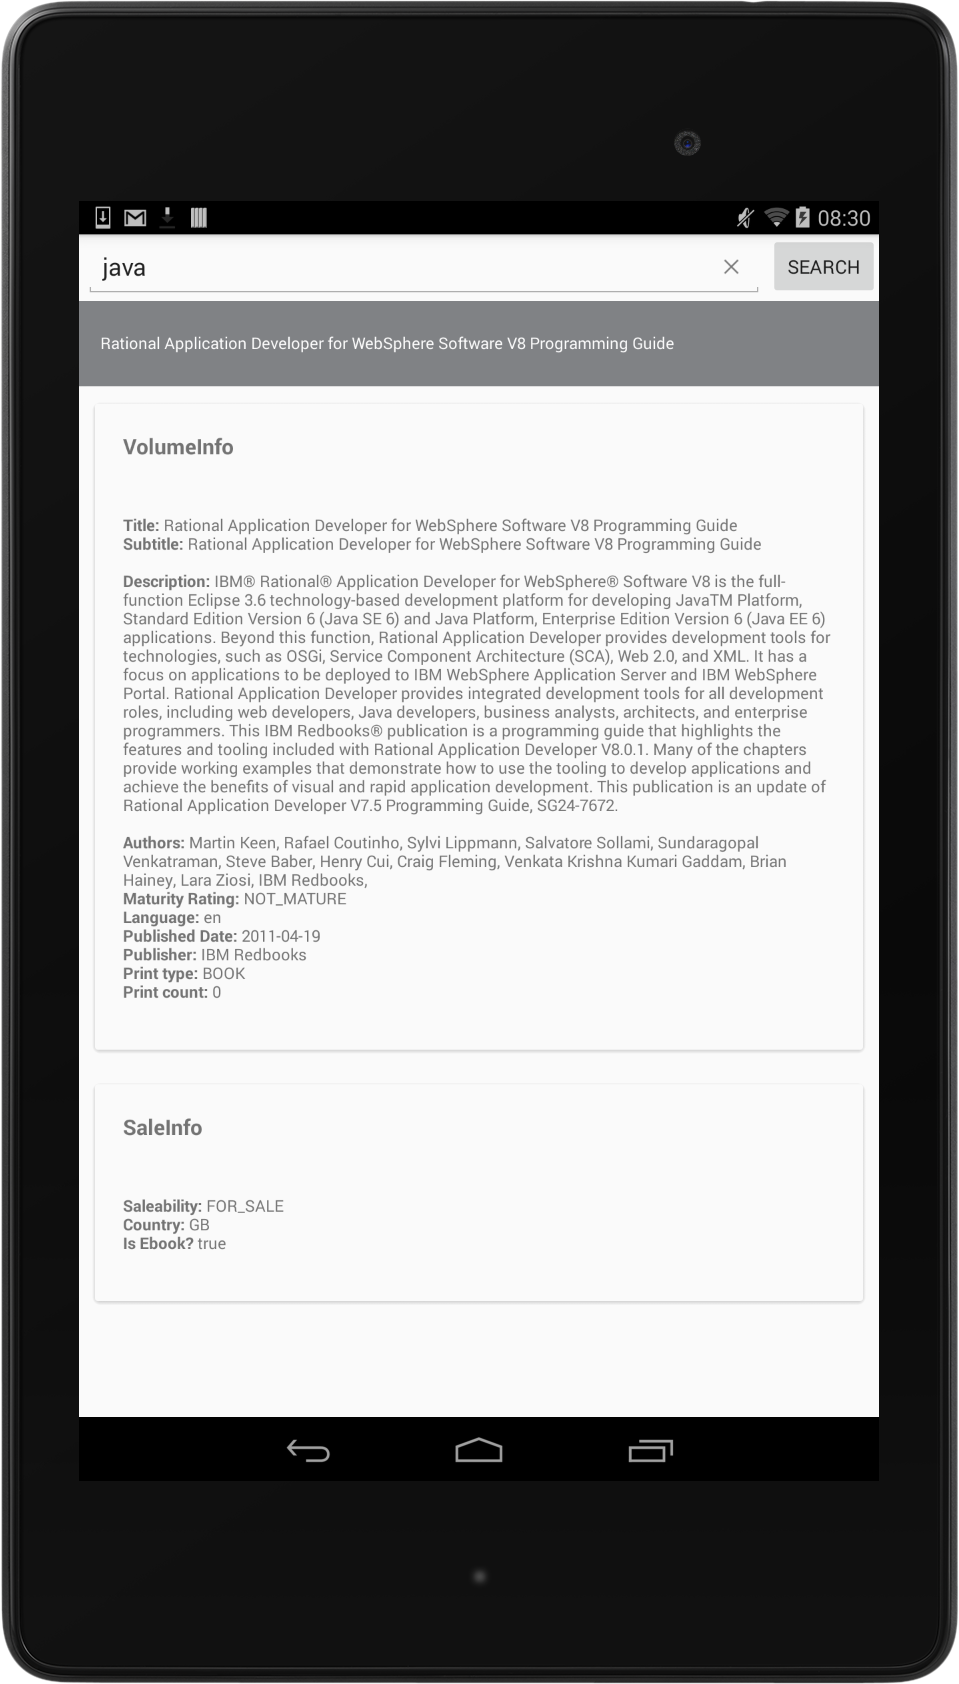 08:30
java
SEARCH
Rational Application Developer for WebSphere Software V8 Programming Guide
VolumeInfo
Title: Rational Application Developer for WebSphere Software V8 Programming Guide
Subtitle: Rational Application Developer for WebSphere Software V8 Programming Guide
Description: IBM® Rational® Application Developer for WebSphere® Software V8 is the full-
function Eclipse 3.6 technology-based development platform for developing JavaTM Platform,
Standard Edition Version 6 (Java SE 6) and Java Platform, Enterprise Edition Version 6 (Java EE 6)
applications. Beyond this function, Rational Application Developer provides development tools for
technologies, such as OSGi, Service Component Architecture (SCA), Web 2.0, and XML. It has a
focus on applications to be deployed to IBM WebSphere Application Server and IBM WebSphere
Portal. Rational Application Developer provides integrated development tools for all development
roles, including web developers, Java developers, business analysts, architects, and enterprise
programmers. This IBM Redbooks® publication is a programming guide that highlights the
features and tooling included with Rational Application Developer V8.0.1. Many of the chapters
provide working examples that demonstrate how to use the tooling to develop applications and
achieve the benefits of visual and rapid application development. This publication is an update of
Rational Application Developer V7.5 Programming Guide, SG24-7672.
Authors: Martin Keen, Rafael Coutinho, Sylvi Lippmann, Salvatore Sollami, Sundaragopal
Venkatraman, Steve Baber, Henry Cui, Craig Fleming, Venkata Krishna Kumari Gaddam, Brian
Hainey, Lara Ziosi, IBM Redbooks,
Maturity Rating: NOT_MATURE
Language: en
Published Date: 2011-04-19
Publisher: IBM Redbooks
Print type: BOOK
Print count: 0
SaleInfo
Saleability: FOR_SALE
Country: GB
Is Ebook? true